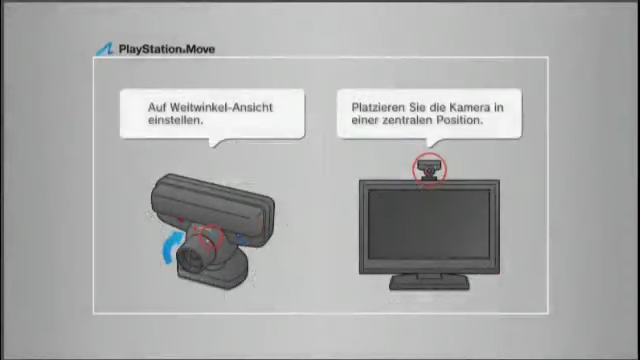 PlayStation®Move
Auf Weitwinkel-Ansicht
einstellen.
Platzieren Sie die Kamera in
einer zentralen Position.